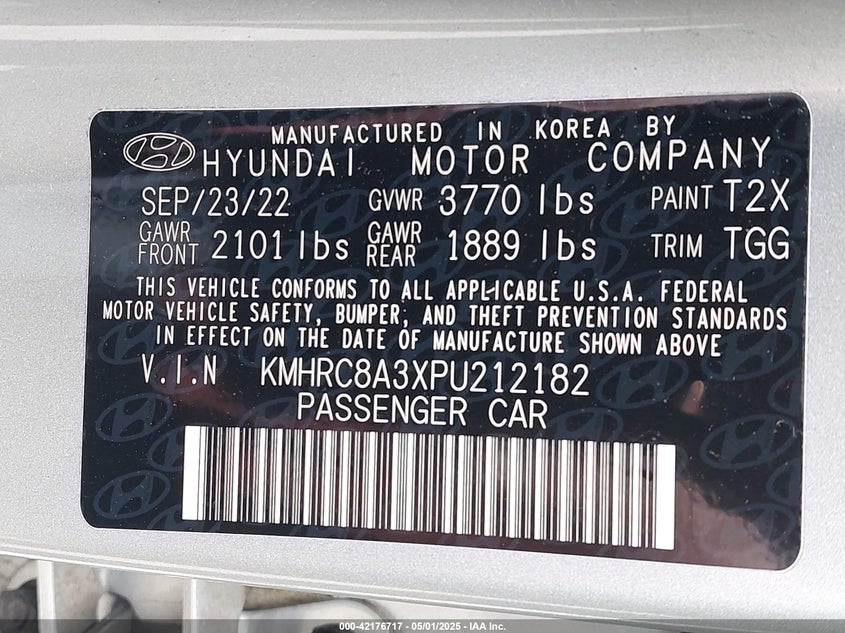 MANUFACTURED IN KOREA BY
HYUNDAI MOTOR COMPANY
SEP/23/22 GVWR 3770 lbs PAINT T2X
GAWR FRONT 2101 lbs GAWR REAR 1889 lbs TRIM TGG
THIS VEHICLE CONFORMS TO ALL APPLICABLE U.S.A. FEDERAL
MOTOR VEHICLE SAFETY, BUMPER, AND THEFT PREVENTION STANDARDS
IN EFFECT ON THE DATE OF MANUFACTURE SHOWN ABOVE
V.I.N KMHRC8A3XPU212182
PASSENGER CAR
000-42176717 - 05/01/2025 - IAA Inc.